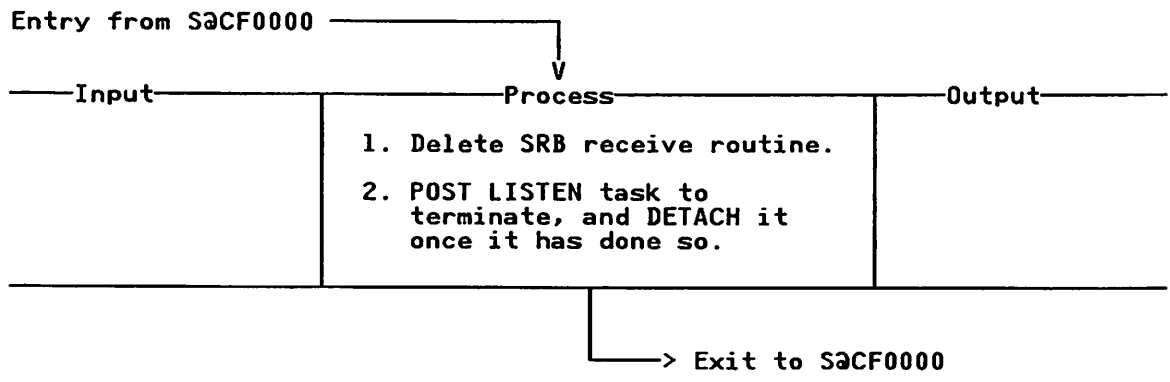 Entry from S@CF0000
Input Process Output
1. Delete SRB receive routine.
2. POST LISTEN task to
terminate, and DETACH it
once it has done so.
Exit to S@CF0000